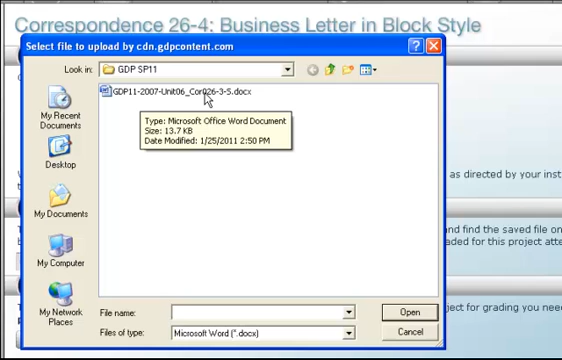 Correspondence 26-4: Business Letter in Block Style
Select file to upload by cdn.gdpcontent.com
Look in:
GDP SP11
GDP11-2007-Unit06_Cor026-3-S.docx
Type: Microsoft Office Word Document
Size: 13.7 KB
Date Modified: 1/25/2011 2:50 PM
My Recent
Documents
Desktop
My Documents
My Computer
My Network
Places
as directed by your inst
and find the saved file on
aded for this project atte
ject for grading you need
File name:
Open
Files of type:
Microsoft Word (*.docx)
Cancel